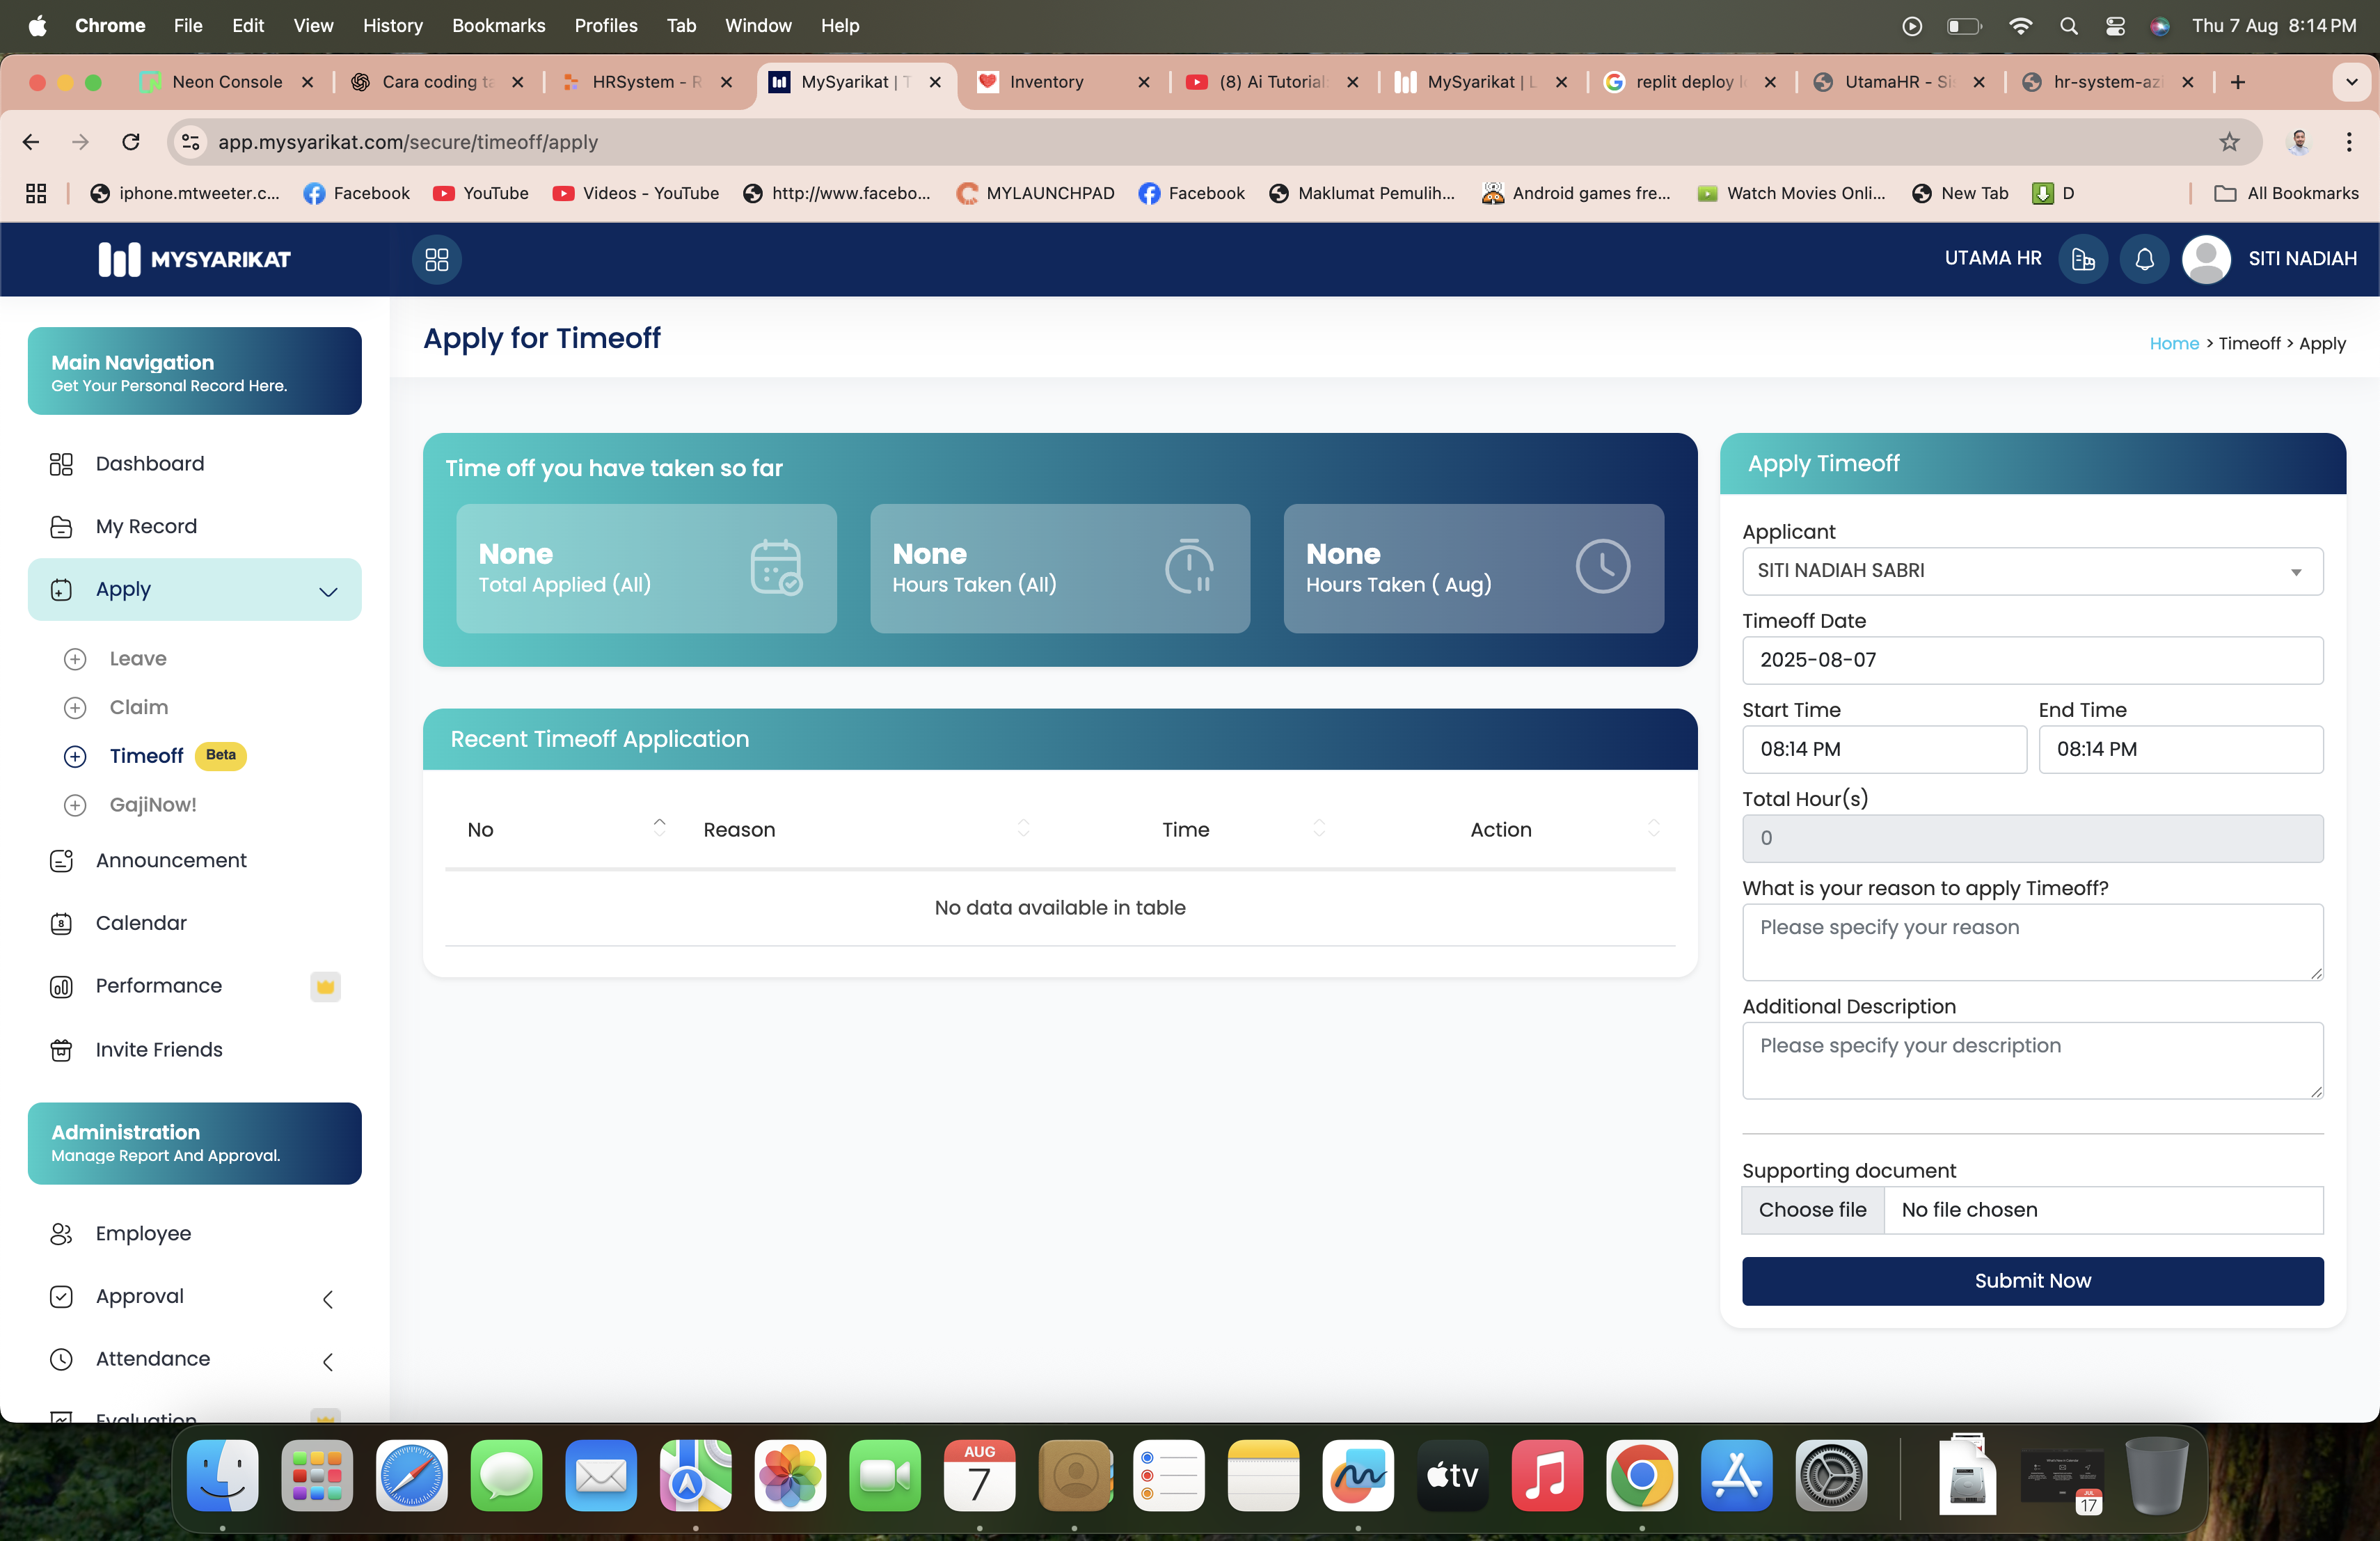 Chrome File Edit View History Bookmarks Profiles Tab Window Help
Thu 7 Aug 8:14 PM
Neon Console
Cara coding ta
HRSystem - R
MySyarikat | T
Inventory
(8) Ai Tutorial
MySyarikat | L
replit deploy l
UtamaHR - Si
hr-system-azi
app.mysyarikat.com/secure/timeoff/apply
iphone.mtweeter.c...
Facebook
YouTube
Videos - YouTube
http://www.facebo...
MYLAUNCHPAD
Facebook
Maklumat Pemulih...
Android games fre...
Watch Movies Onli...
New Tab
D
All Bookmarks
MYSYARIKAT
UTAMA HR
SITI NADIAH
Main Navigation
Get Your Personal Record Here.
Dashboard
My Record
Apply
Leave
Claim
Timeoff Beta
GajiNow!
Announcement
8
Calendar
Performance
Invite Friends
Administration
Manage Report And Approval.
Employee
Approval
Attendance
Evaluation
Apply for Timeoff
Home > Timeoff > Apply
Time off you have taken so far
None
Total Applied (All)
None
Hours Taken (All)
None
Hours Taken ( Aug)
Recent Timeoff Application
No Reason Time Action
No data available in table
Apply Timeoff
Applicant
SITI NADIAH SABRI
Timeoff Date
2025-08-07
Start Time End Time
08:14 PM 08:14 PM
Total Hour(s)
0
What is your reason to apply Timeoff?
Please specify your reason
Additional Description
Please specify your description
Supporting document
Choose file No file chosen
Submit Now
AUG
7
tv
JUL
17